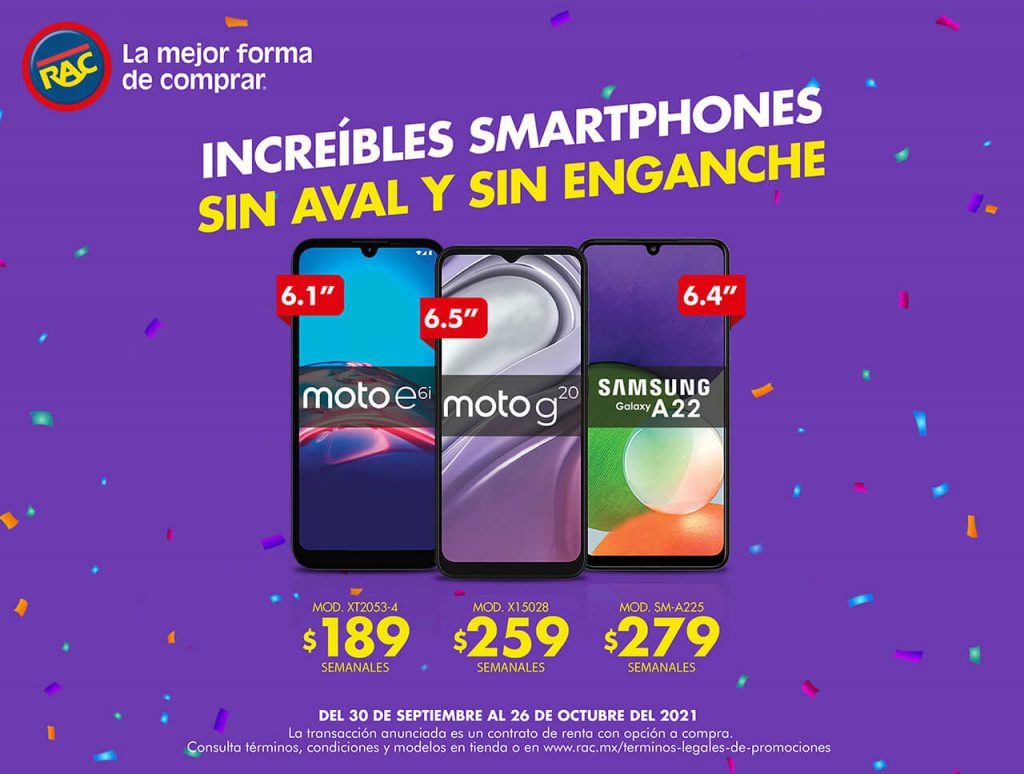 RAC
La mejor forma
de comprar.
INCREÍBLES SMARTPHONES
SIN AVAL Y SIN ENGANCHE
6.1”
6.5”
6.4”
moto e6i
moto g20
SAMSUNG
Galaxy A22
MOD. XT2053-4
$189
SEMANALES
MOD. X15028
$259
SEMANALES
MOD. SM-A225
$279
SEMANALES
DEL 30 DE SEPTIEMBRE AL 26 DE OCTUBRE DEL 2021
La transacción anunciada es un contrato de renta con opción a compra.
Consulta términos, condiciones y modelos en tienda o en www.rac.mx/terminos-legales-de-promociones